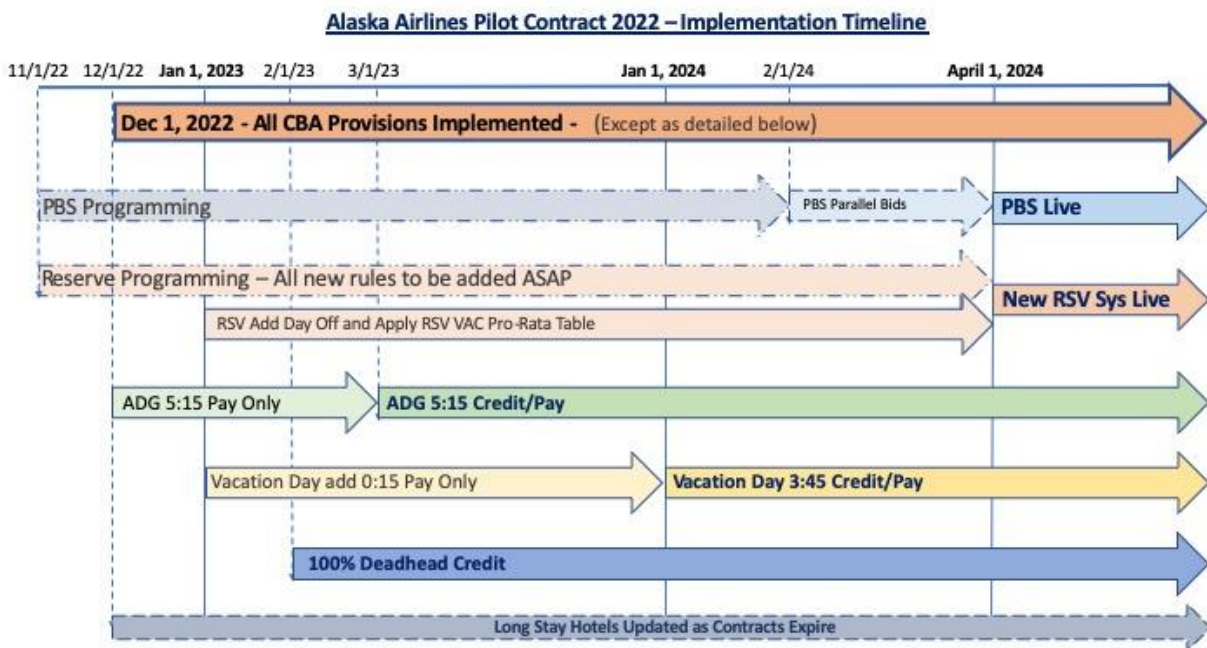 Alaska Airlines Pilot Contract 2022 – Implementation Timeline
11/1/22 12/1/22 Jan 1, 2023 2/1/23 3/1/23 Jan 1, 2024 2/1/24 April 1, 2024
Dec 1, 2022 - All CBA Provisions Implemented - (Except as detailed below)
PBS Programming PBS Parallel Bids PBS Live
Reserve Programming – All new rules to be added ASAP
New RSV Sys Live
RSV Add Day Off and Apply RSV VAC Pro-Rata Table
ADG 5:15 Pay Only ADG 5:15 Credit/Pay
Vacation Day add 0:15 Pay Only Vacation Day 3:45 Credit/Pay
100% Deadhead Credit
Long Stay Hotels Updated as Contracts Expire